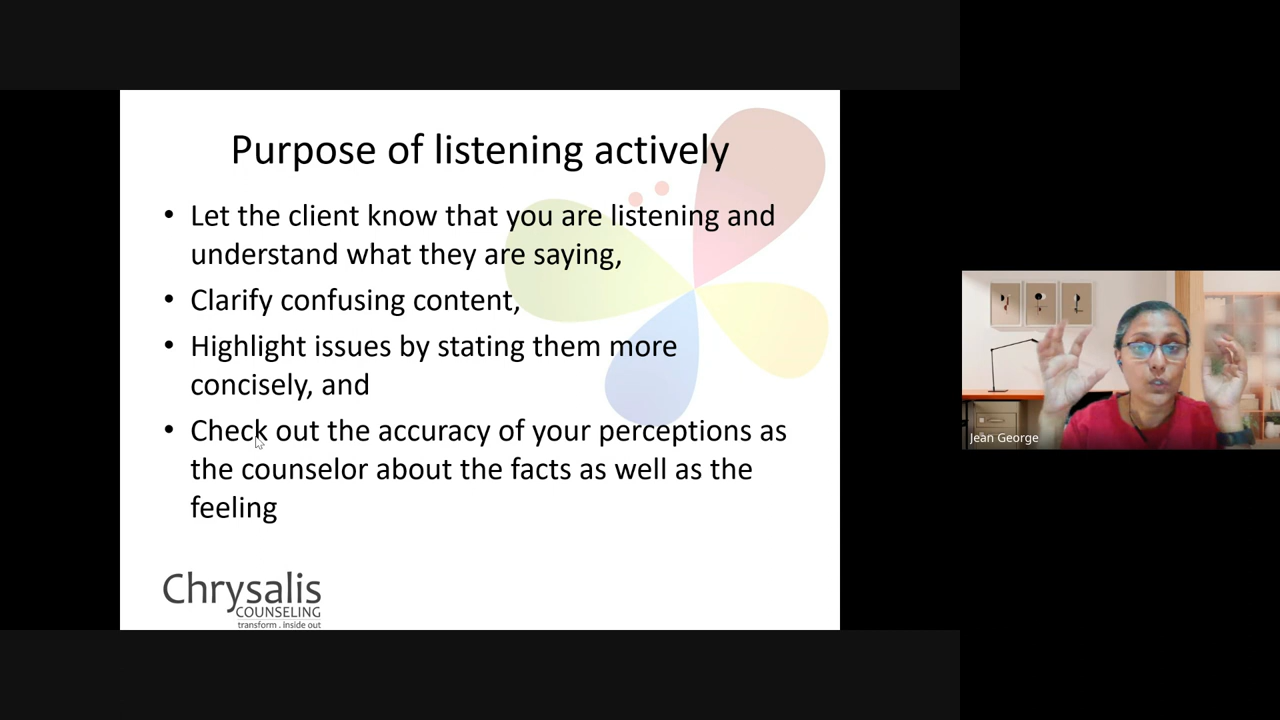 Purpose of listening actively
• Let the client know that you are listening and
understand what they are saying,
• Clarify confusing content,
• Highlight issues by stating them more
concisely, and
• Check out the accuracy of your perceptions as
the counselor about the facts as well as the
feeling
Chrysalis
COUNSELING
transform . inside out
Jean George